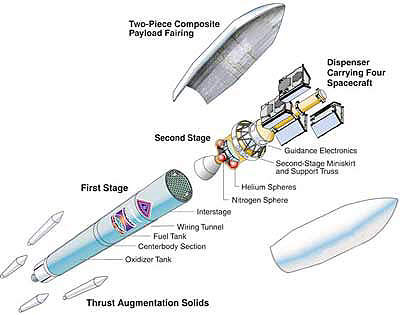 Two-Piece Composite
Payload Fairing
Dispenser
Carrying Four
Spacecraft
Second Stage
Guidance Electronics
Second-Stage Miniskirt
and Support Truss
Helium Spheres
Nitrogen Sphere
First Stage
Interstage
Wiring Tunnel
Fuel Tank
Centerbody Section
Oxidizer Tank
Thrust Augmentation Solids